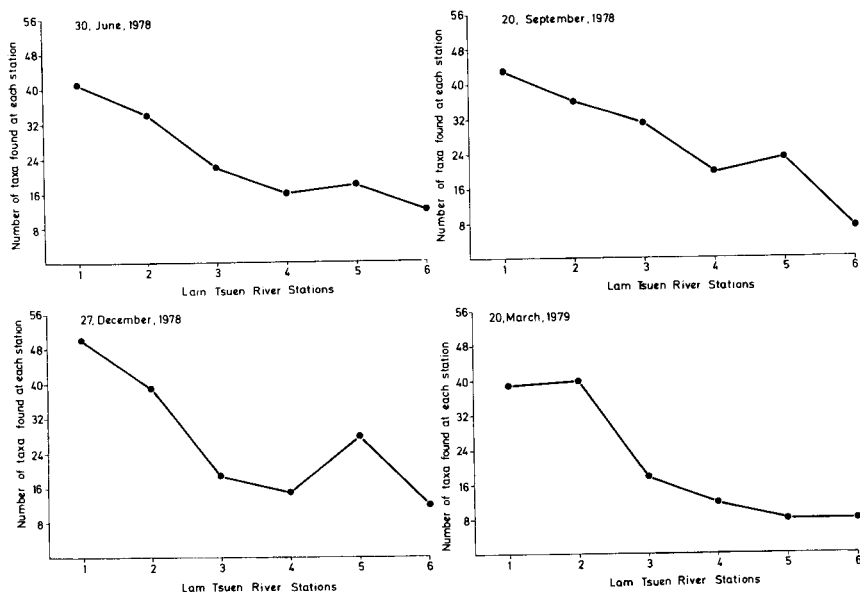 30, June, 1978
Number of taxa found at each station
56
48
40
32
24
16
8
1 2 3 4 5 6
Lam Tsuen River Stations
20, September, 1978
Number of taxa found at each station
56
48
40
32
24
16
8
1 2 3 4 5 6
Lam Tsuen River Stations
27, December, 1978
Number of taxa found at each station
56
48
40
32
24
16
8
1 2 3 4 5 6
Lam Tsuen River Stations
20, March, 1979
Number of taxa found at each station
56
48
40
32
24
16
8
1 2 3 4 5 6
Lam Tsuen River Stations